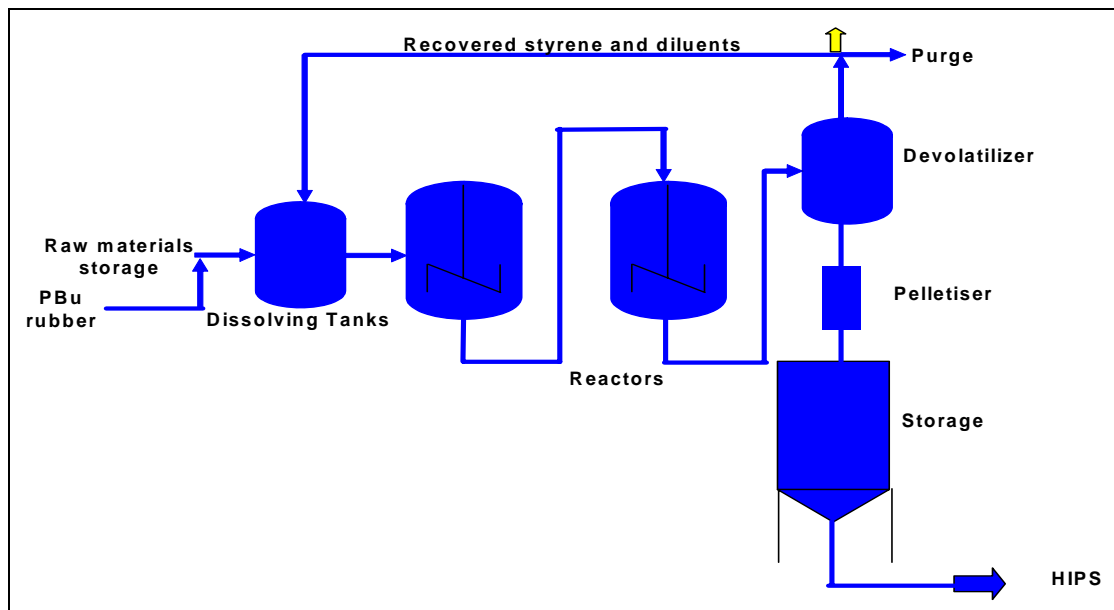 Recovered styrene and diluents
Purge
Devolatilizer
Raw materials
storage
PBu
rubber
Dissolving Tanks
Pelletiser
Reactors
Storage
HIPS